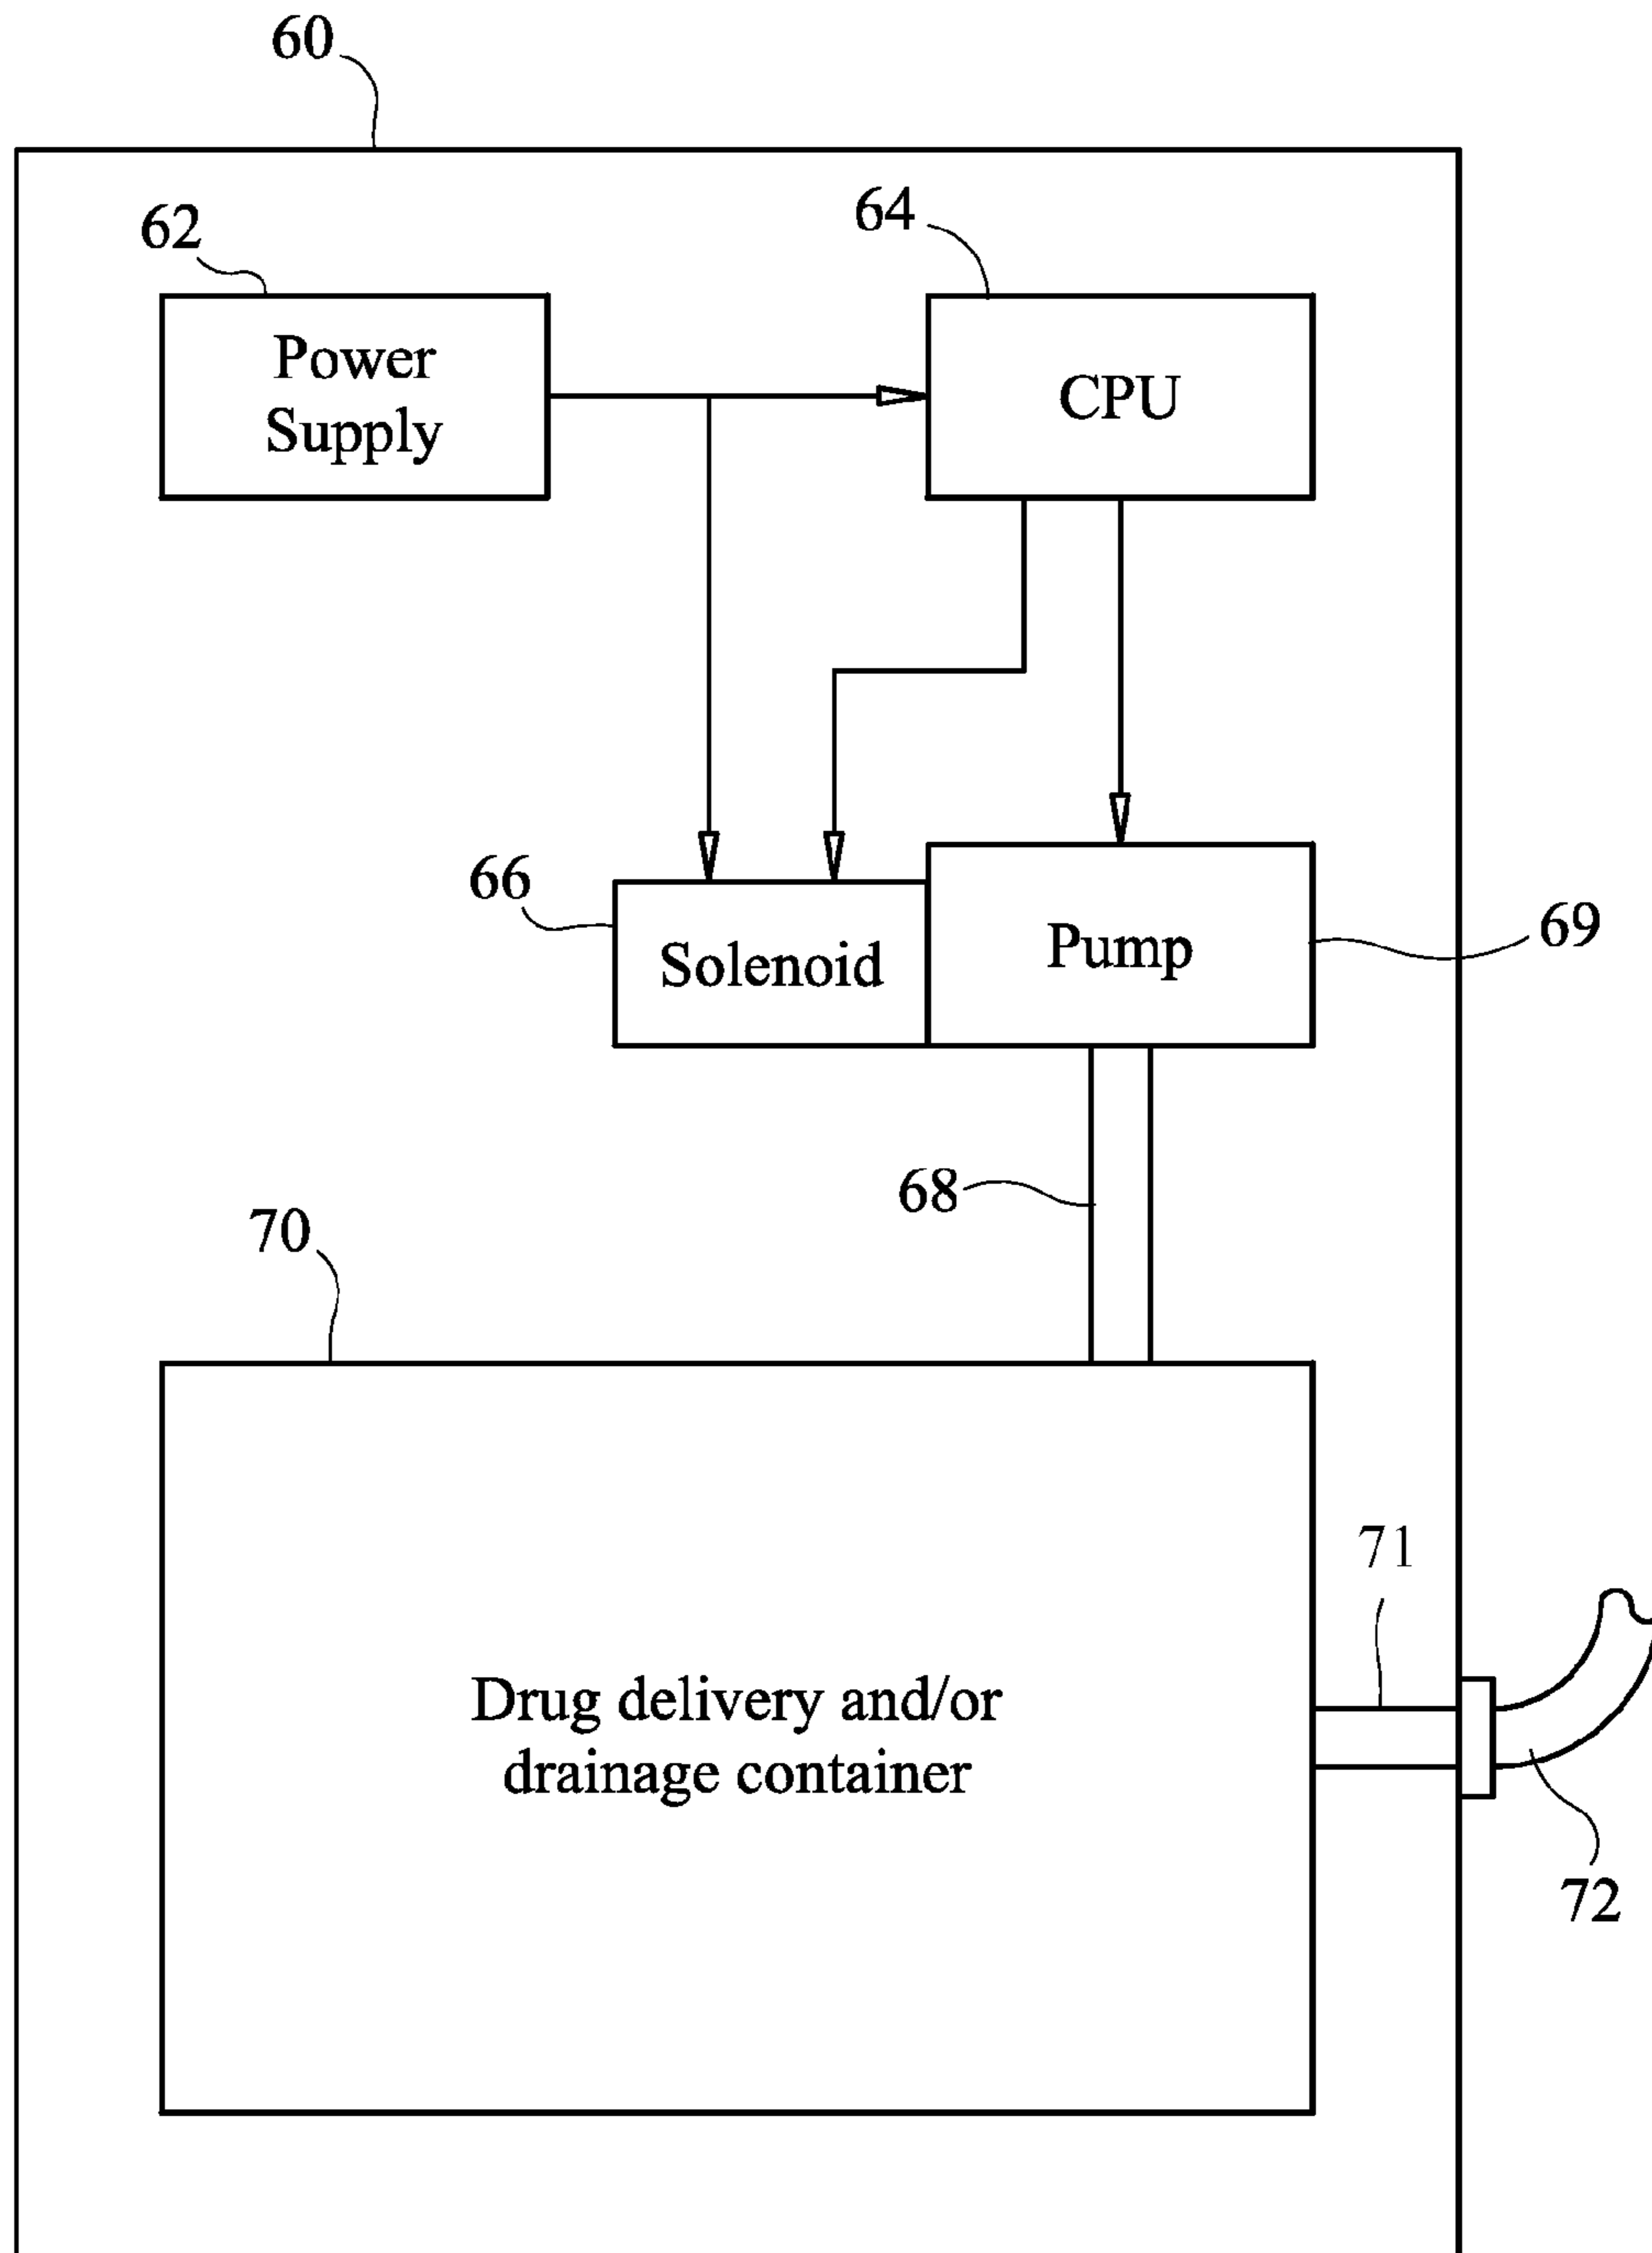 60
62
64
Power
Supply
CPU
66
Solenoid
Pump
69
68
70
71
Drug delivery and/or
drainage container
72